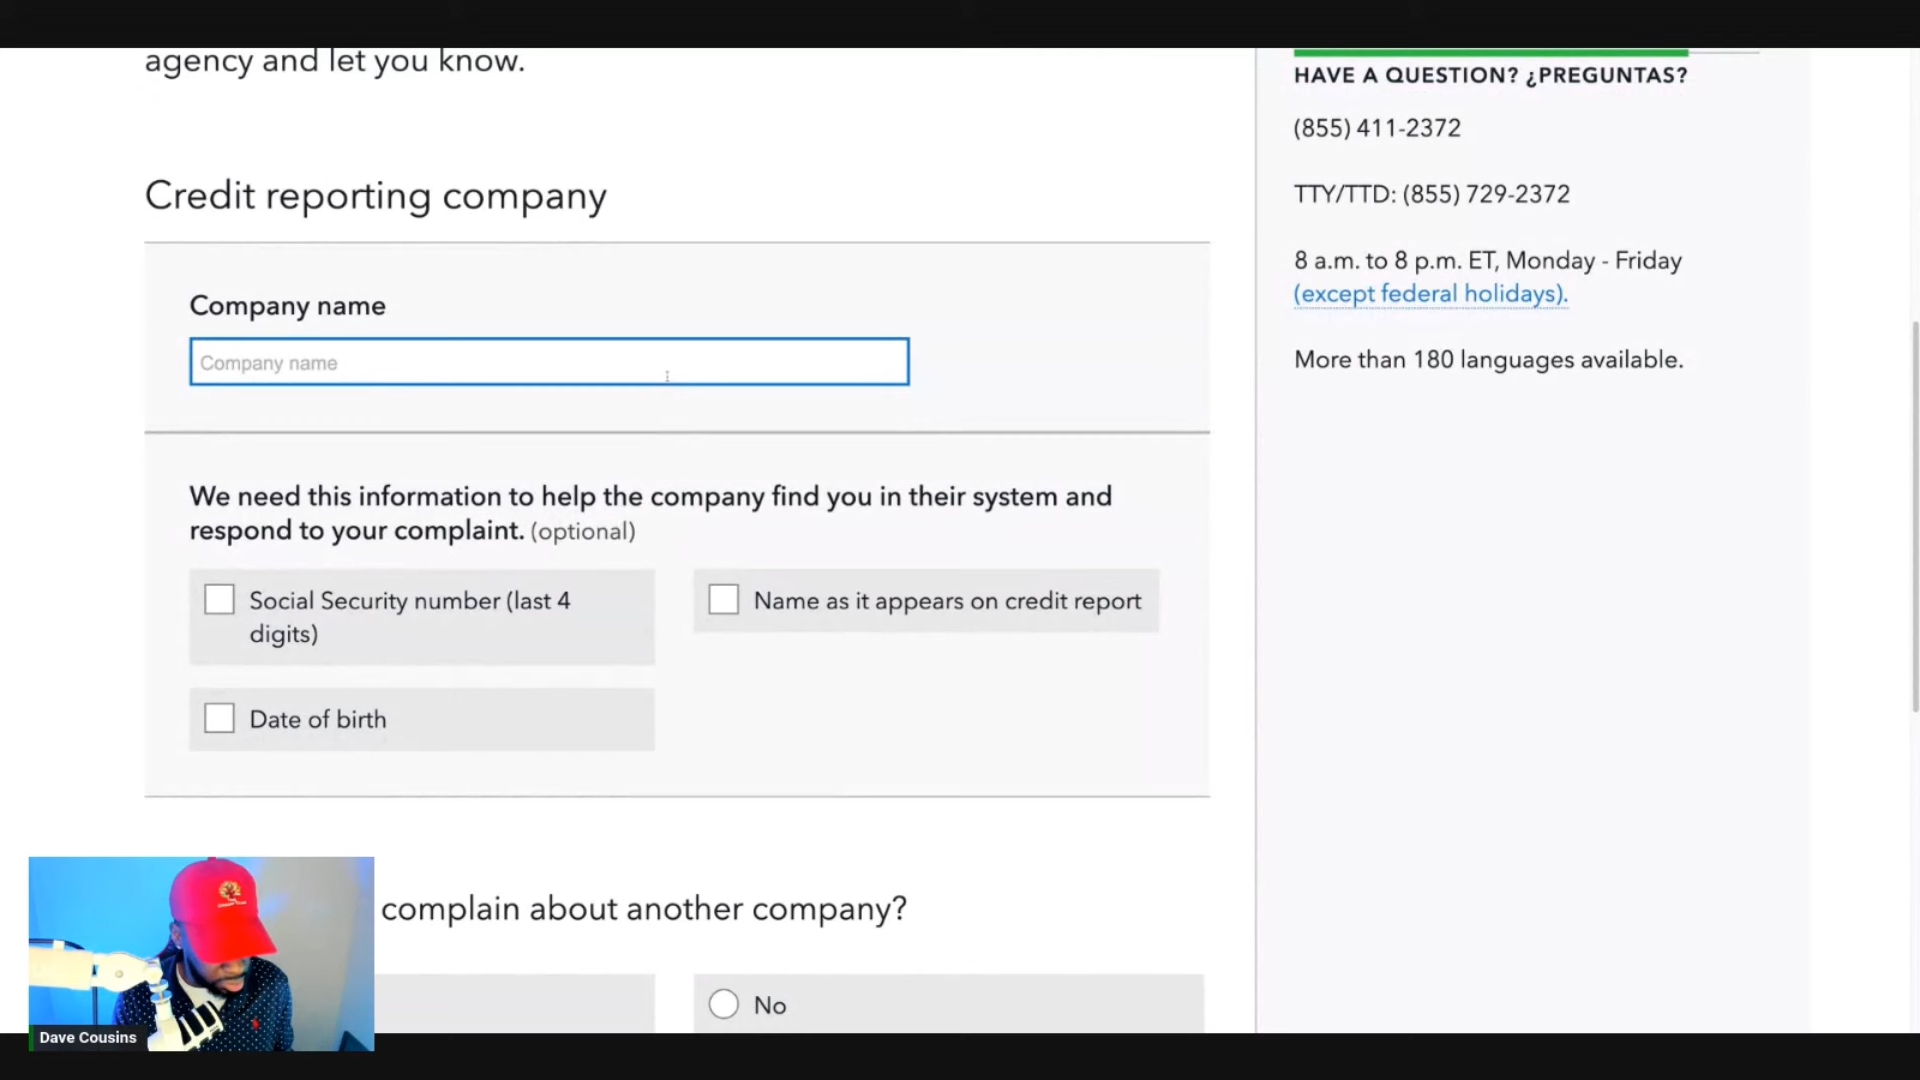 agency and let you know.
Credit reporting company
Company name
Company name
We need this information to help the company find you in their system and
respond to your complaint. (optional)
Social Security number (last 4
digits)
Name as it appears on credit report
Date of birth
complain about another company?
No
HAVE A QUESTION? ¿PREGUNTAS?
(855) 411-2372
TTY/TTD: (855) 729-2372
8 a.m. to 8 p.m. ET, Monday - Friday
(except federal holidays).
More than 180 languages available.
Dave Cousins